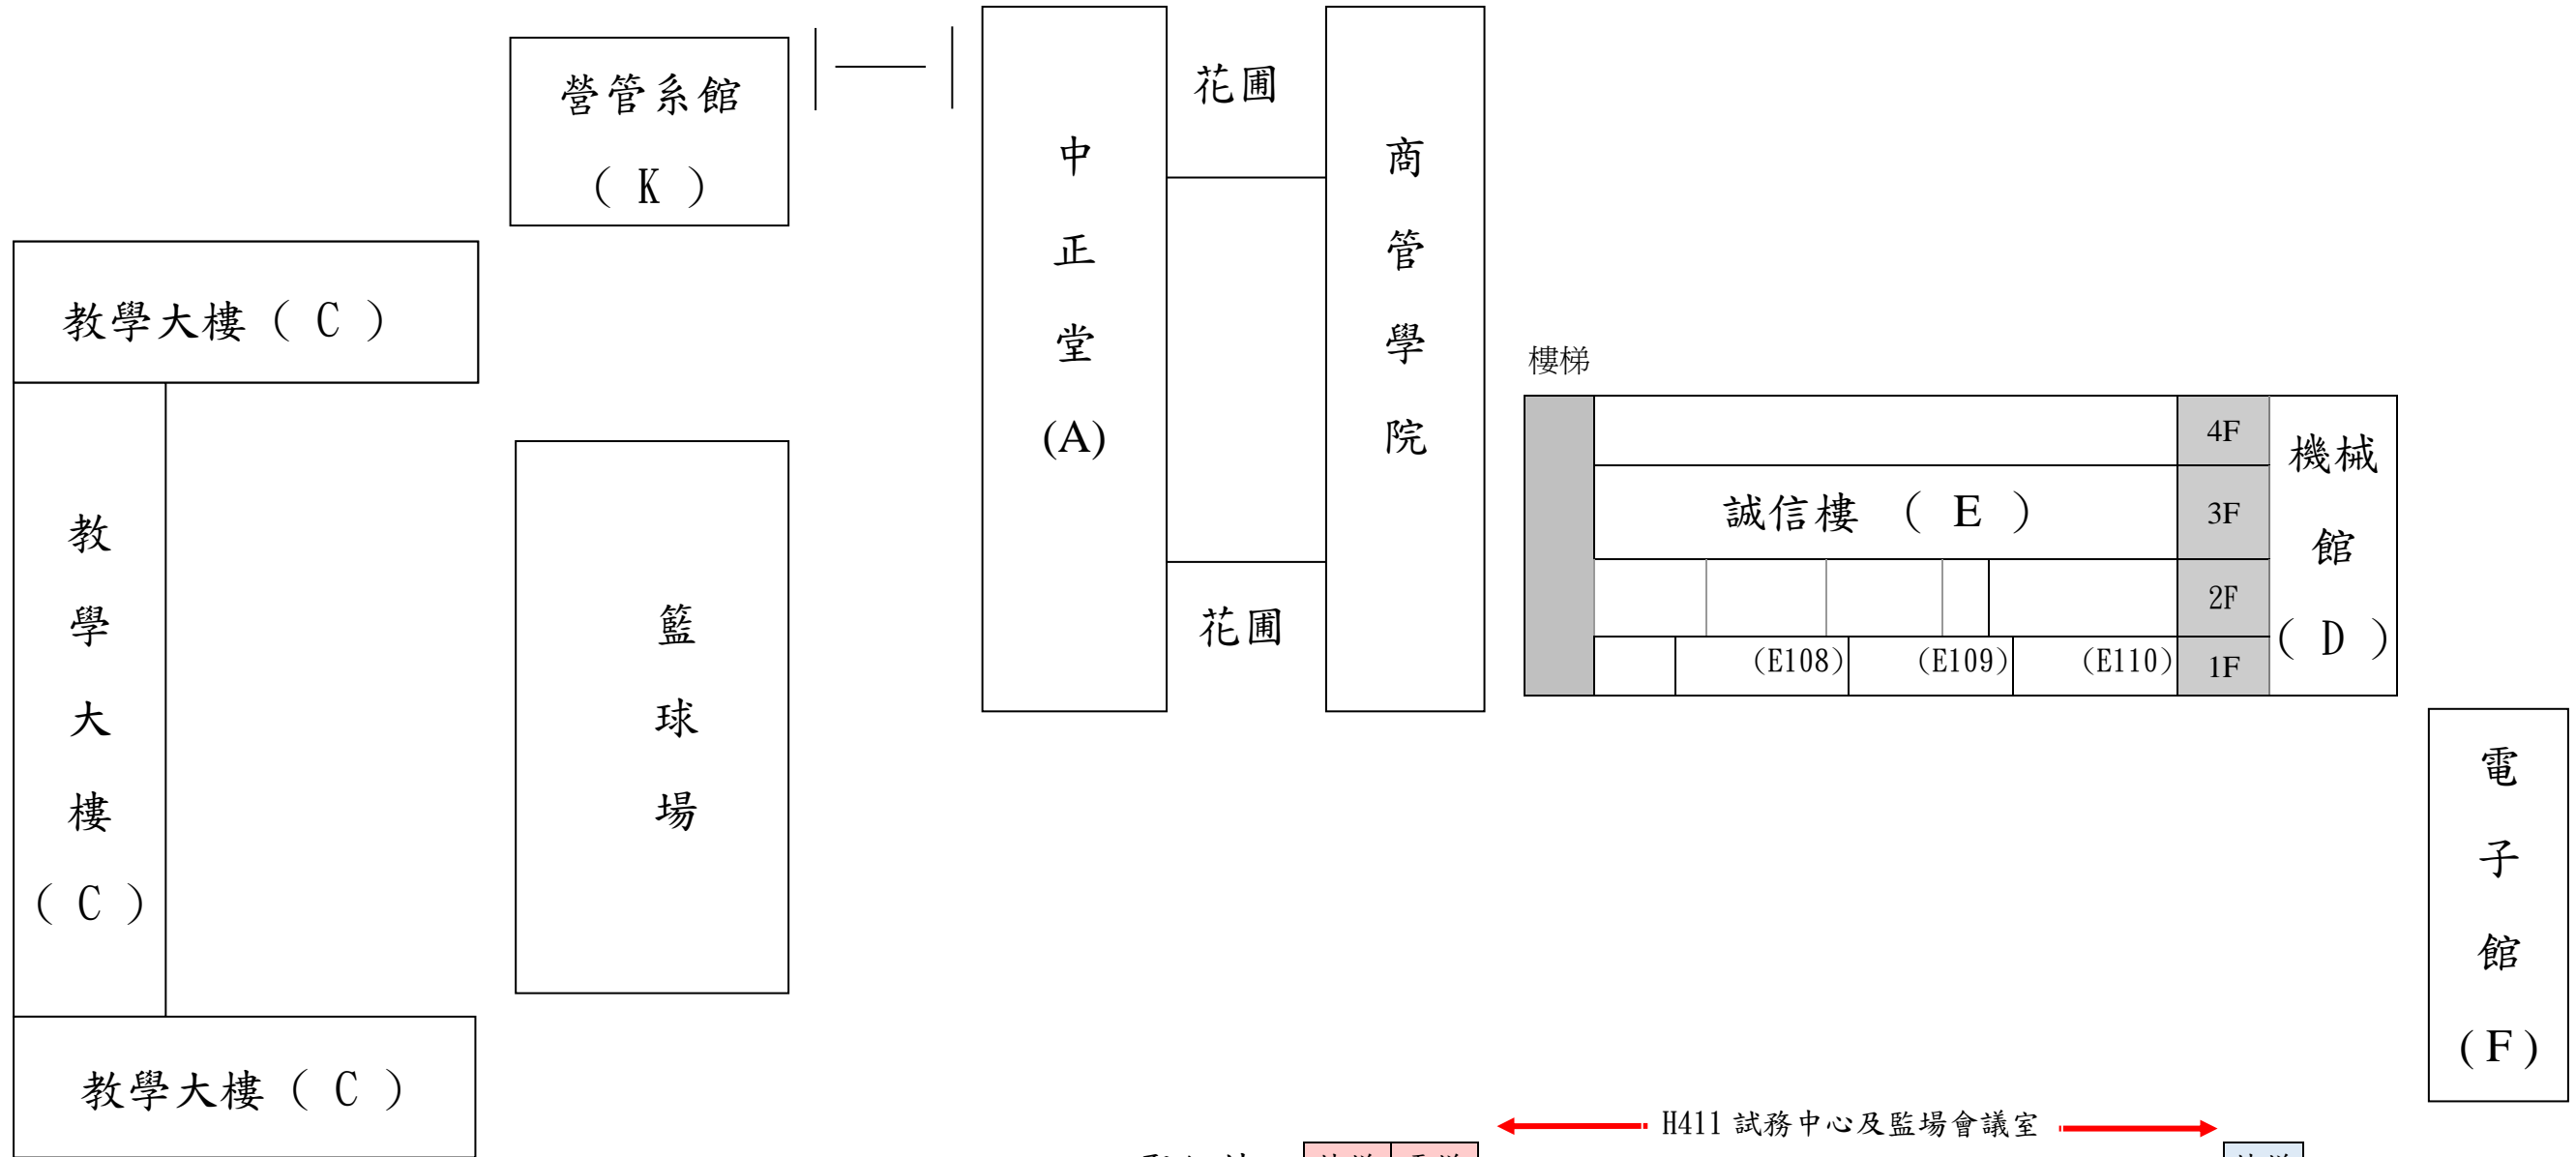 營管系館
( K )
花圃
中正堂(A)
商管學院
教學大樓 ( C )
樓梯
4F
機械館( D )
誠信樓 ( E )
3F
2F
(E108)
(E109)
(E110)
1F
教學大樓( C )
籃球場
花圃
電子館(F)
教學大樓 ( C )
H411 試務中心及監場會議室